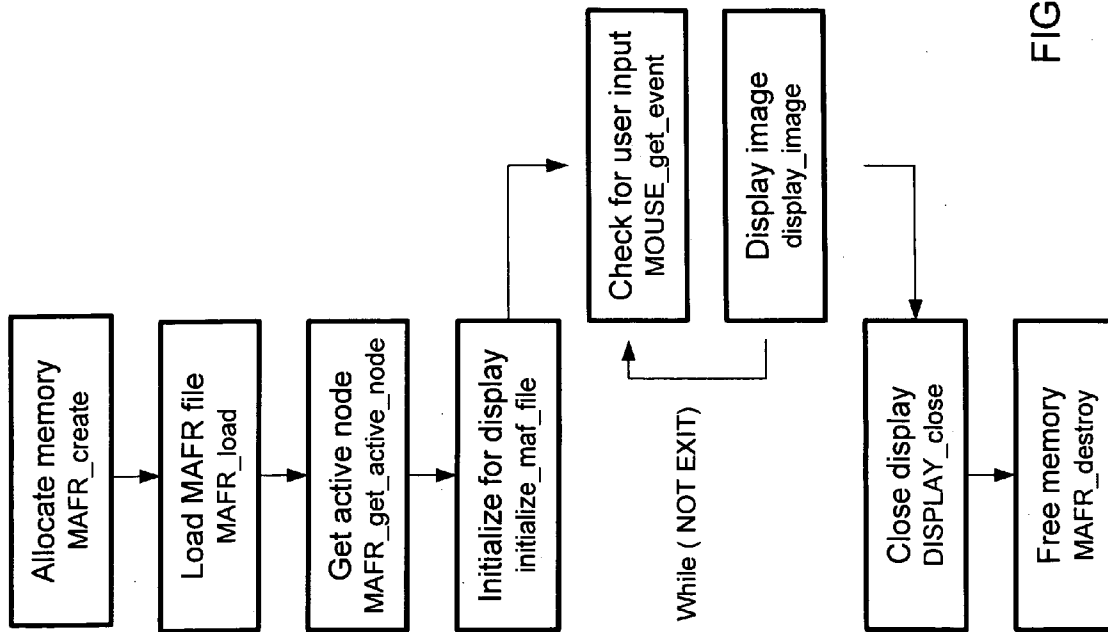 Allocate memory
MAFR_create
Load MAFR file
MAFR_load
Get active node
MAFR_get_active_node
Initialize for display
initialize_maf_file
Check for user input
MOUSE_get_event
While ( NOT EXIT)
Display image
display_image
Close display
DISPLAY_close
Free memory
MAFR_destroy
FIG